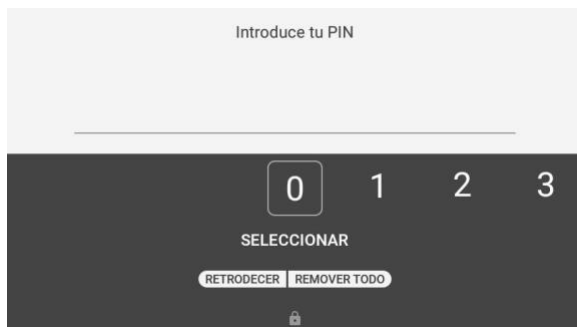 Introduce tu PIN
0 1 2 3
SELECCIONAR
RETRODECER REMOVER TODO